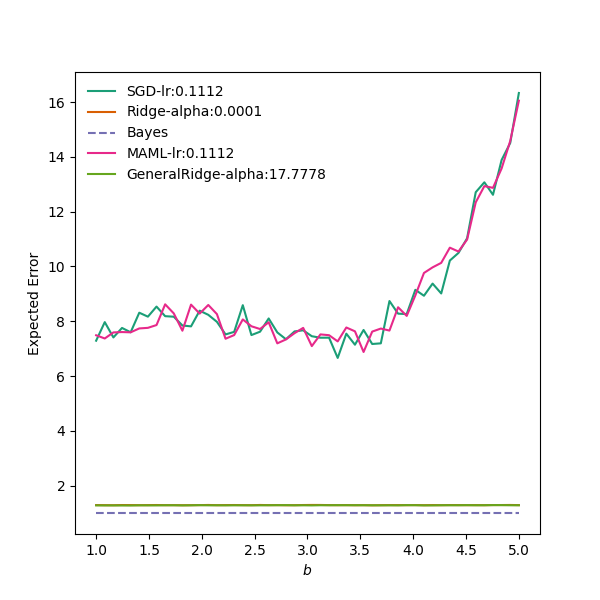 SGD-lr:0.1112
Ridge-alpha:0.0001
Bayes
MAML-lr:0.1112
GeneralRidge-alpha:17.7778
Expected Error
16
14
12
10
8
6
4
2
1.0 1.5 2.0 2.5 3.0 3.5 4.0 4.5 5.0
b